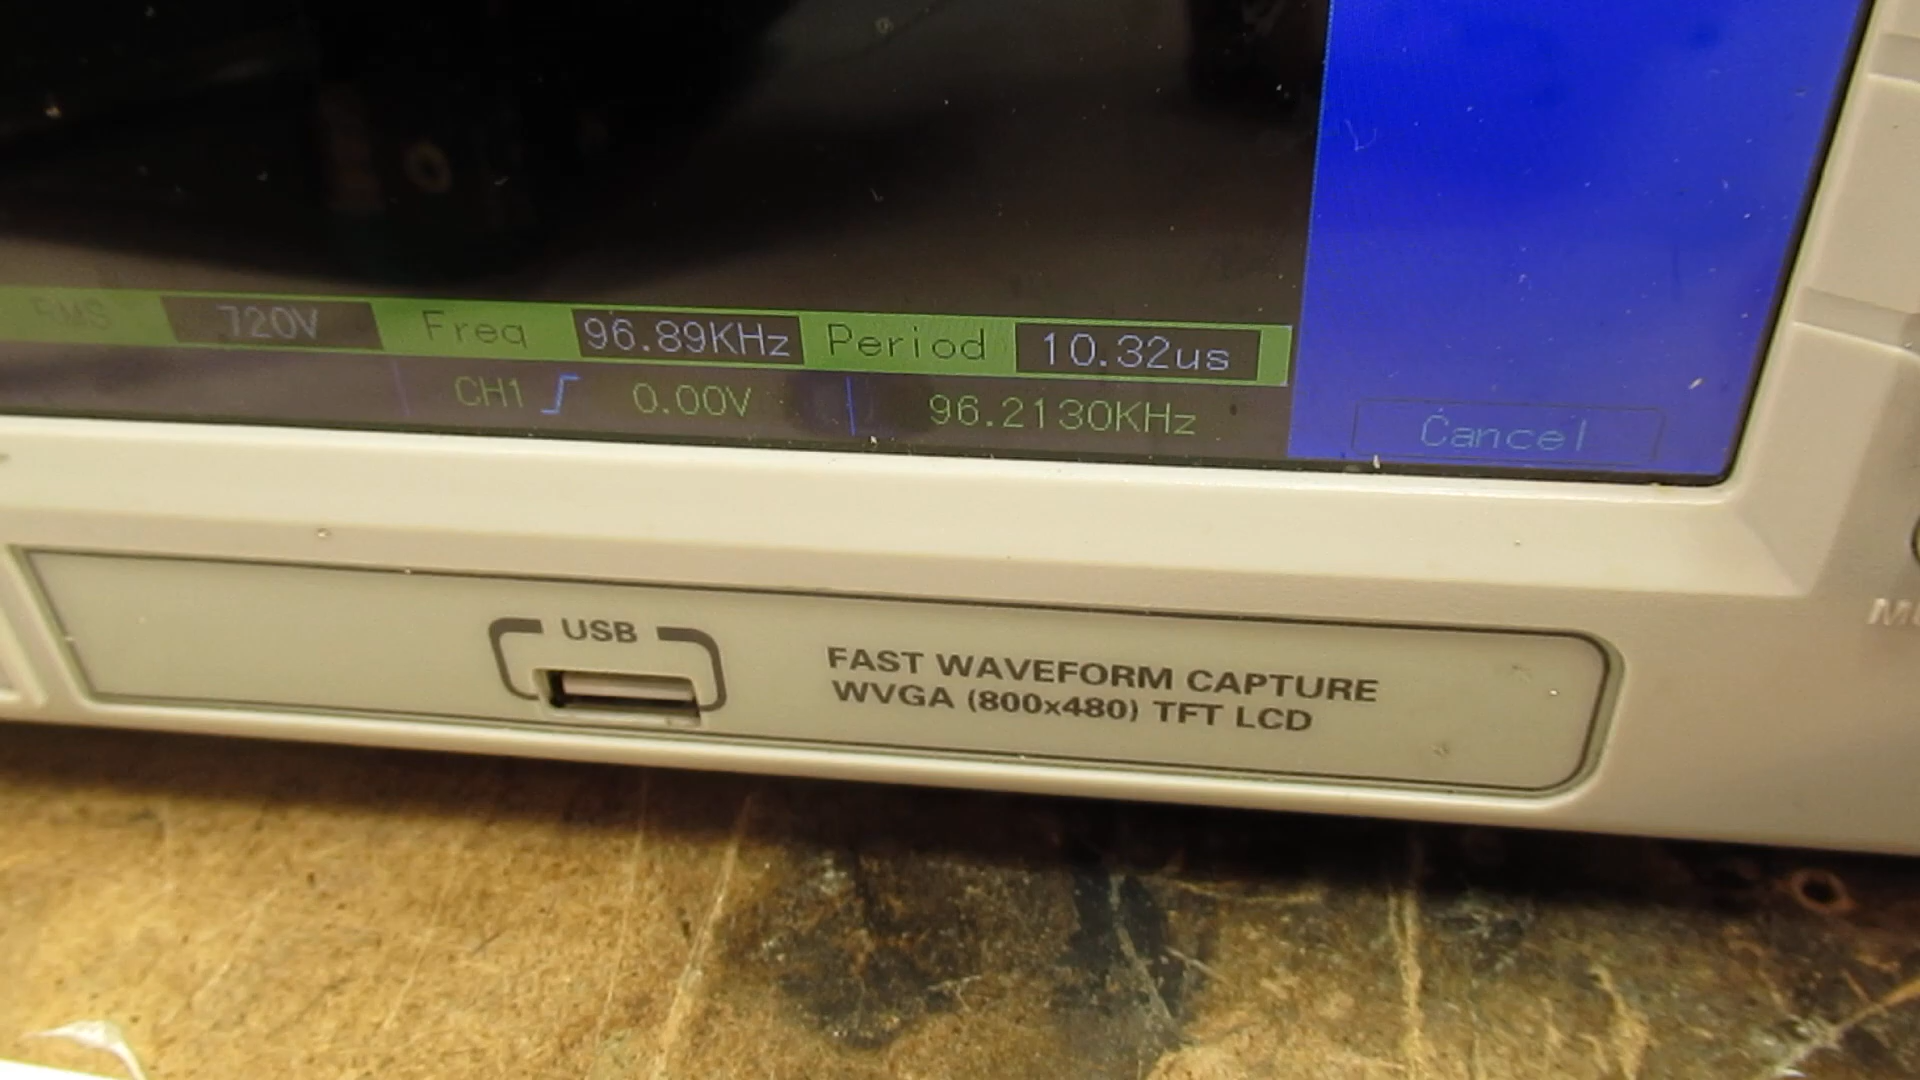 RMS 720V Freq 96.89KHz Period 10.32us
CH1 0.00V 96.2130KHz
Cancel
USB
FAST WAVEFORM CAPTURE
WVGA (800x480) TFT LCD